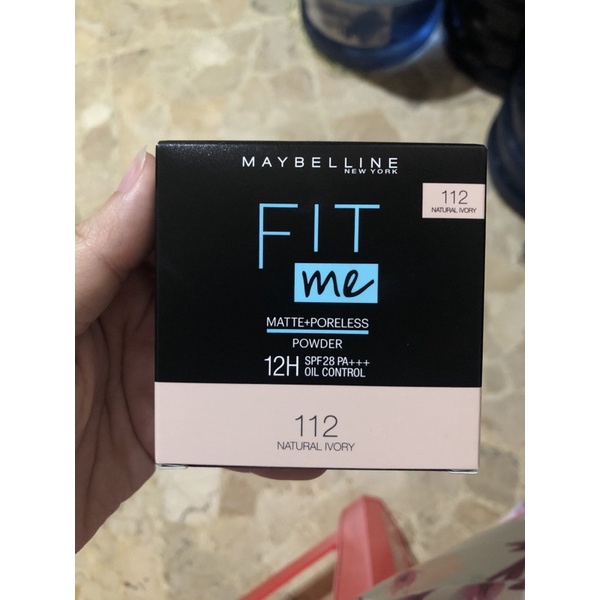 MAYBELLINE
NEW YORK
112
NATURAL IVORY
FIT
me
MATTE+PORELESS
POWDER
12H SPF28 PA+++
OIL CONTROL
112
NATURAL IVORY